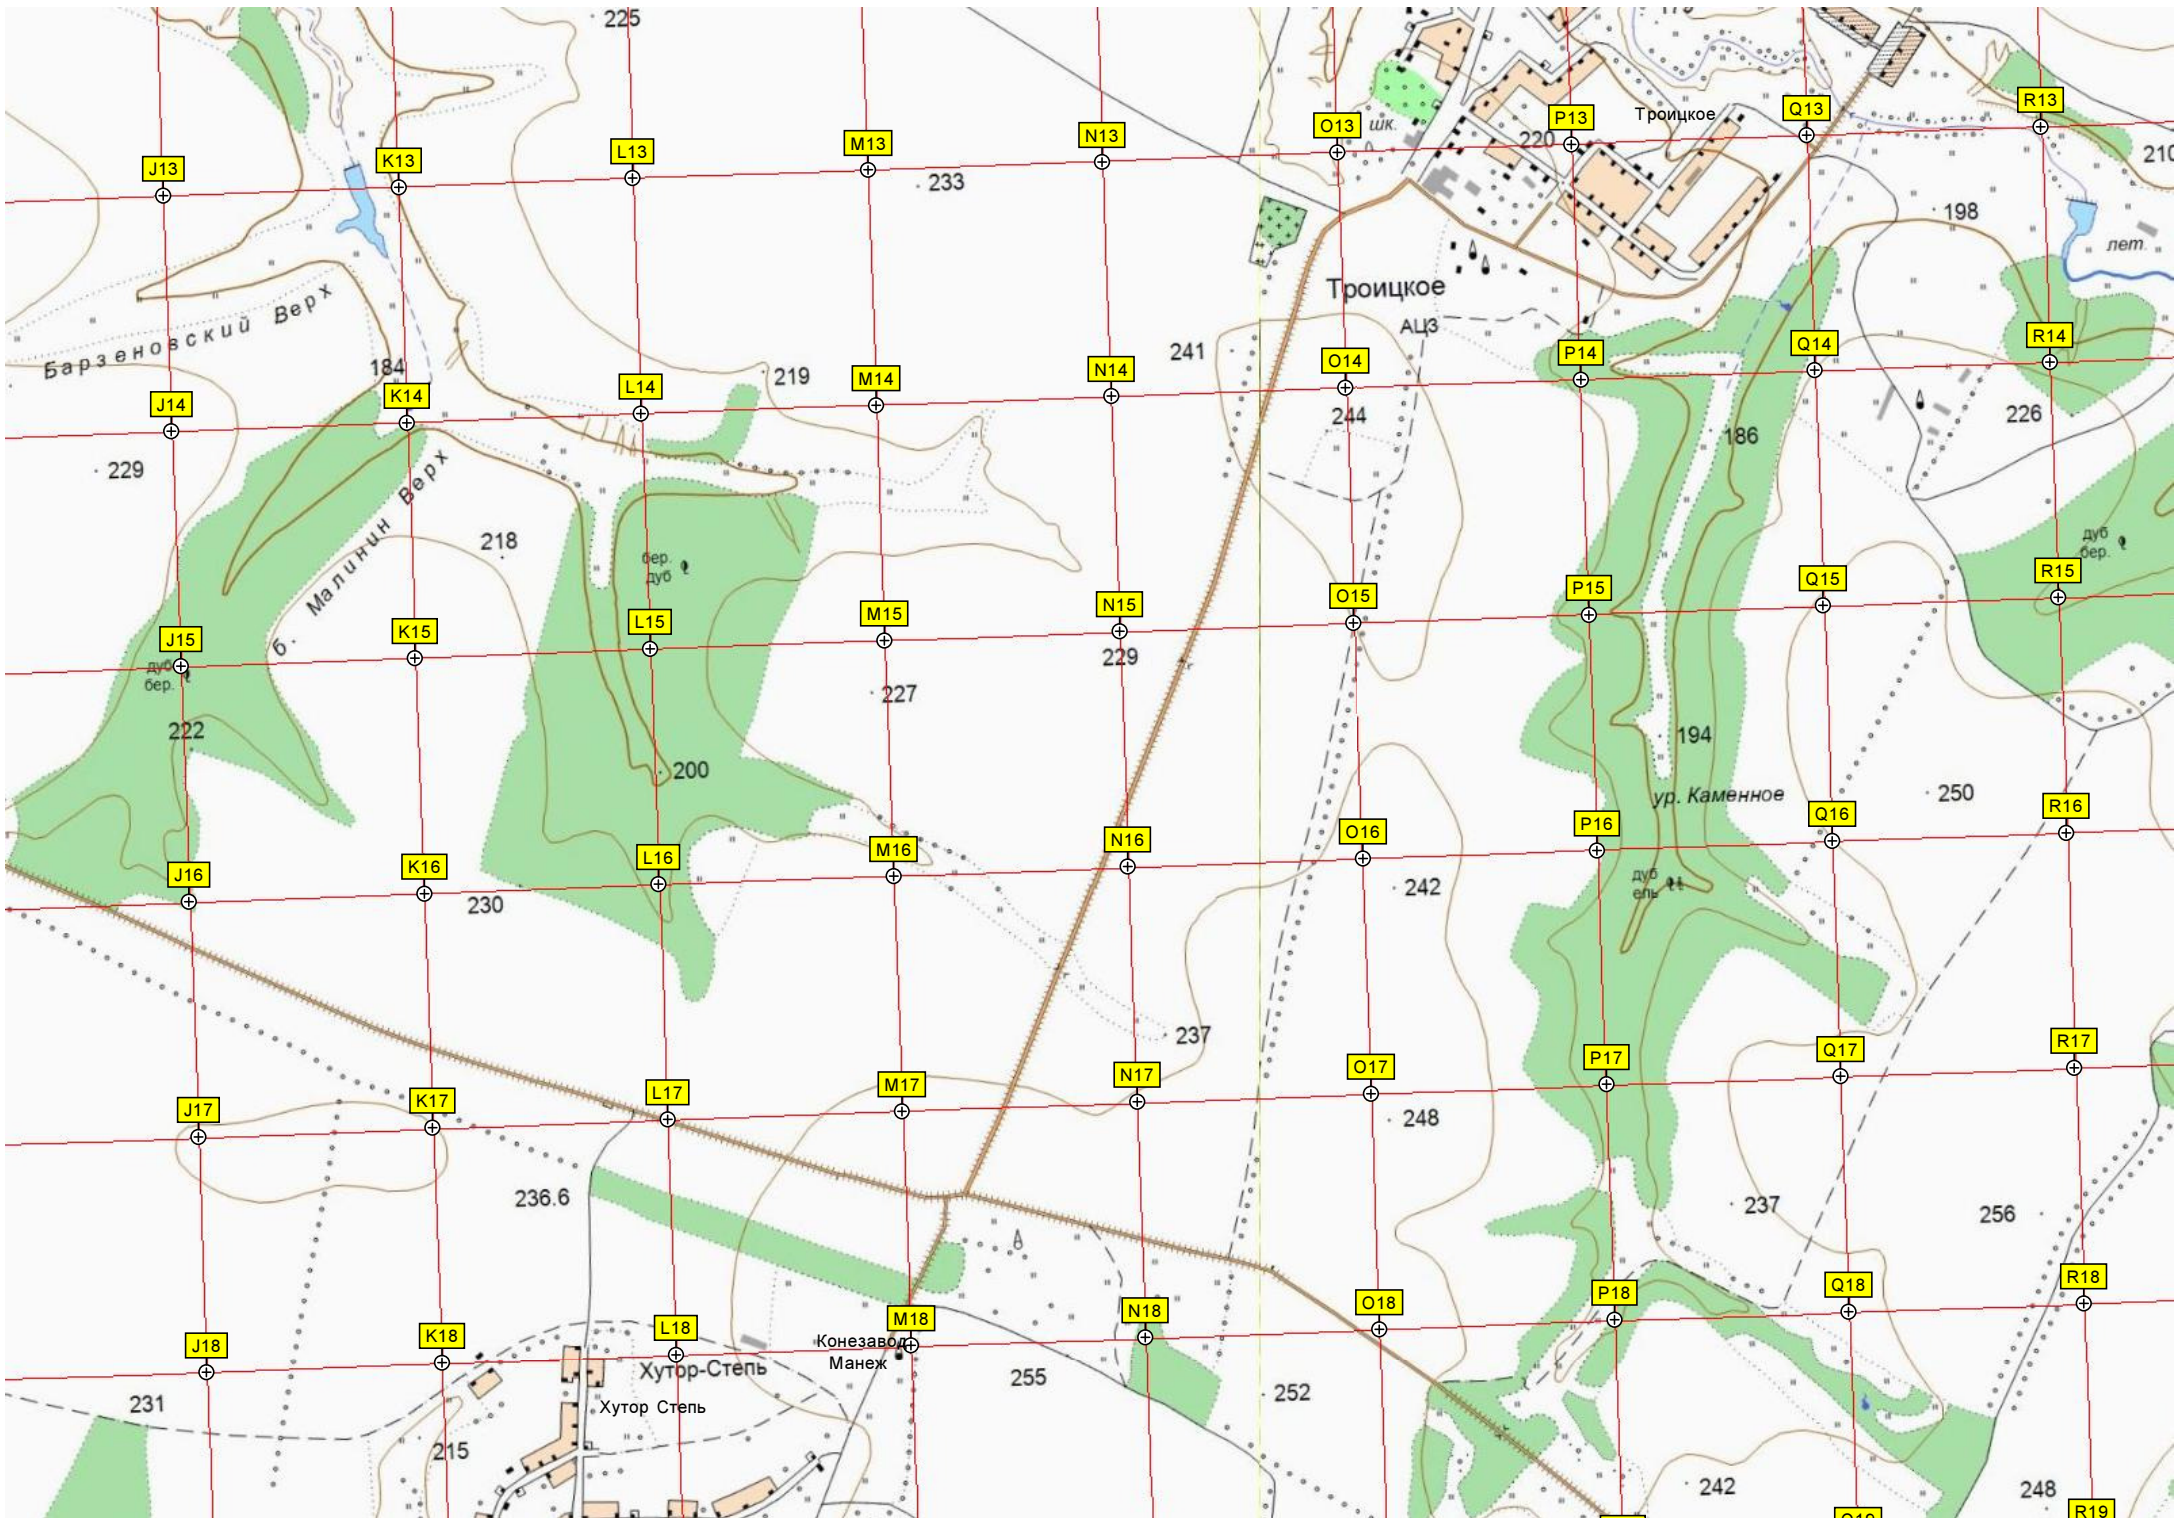 225
J13
K13
L13
M13
N13
O13
P13
Q13
R13
шк.
220
Троицкое
210
233
198
лет.
Барзеновский Верх
Троицкое
АЦЗ
241
184
219
J14
K14
L14
M14
N14
O14
P14
Q14
R14
244
226
186
229
б. Малинин Верх
218
бер.
дуб
дуб
бер.
J15
K15
L15
M15
N15
O15
P15
Q15
R15
дуб
бер.
229
227
222
200
194
ур. Каменное
250
J16
K16
L16
M16
N16
O16
P16
Q16
R16
дуб
ель
242
230
237
J17
K17
L17
M17
N17
O17
P17
Q17
R17
248
236.6
237
256
J18
K18
L18
M18
N18
O18
P18
Q18
R18
Конезавод
Манеж
Хутор-Степь
255
252
231
Хутор Степь
215
242
248
R19